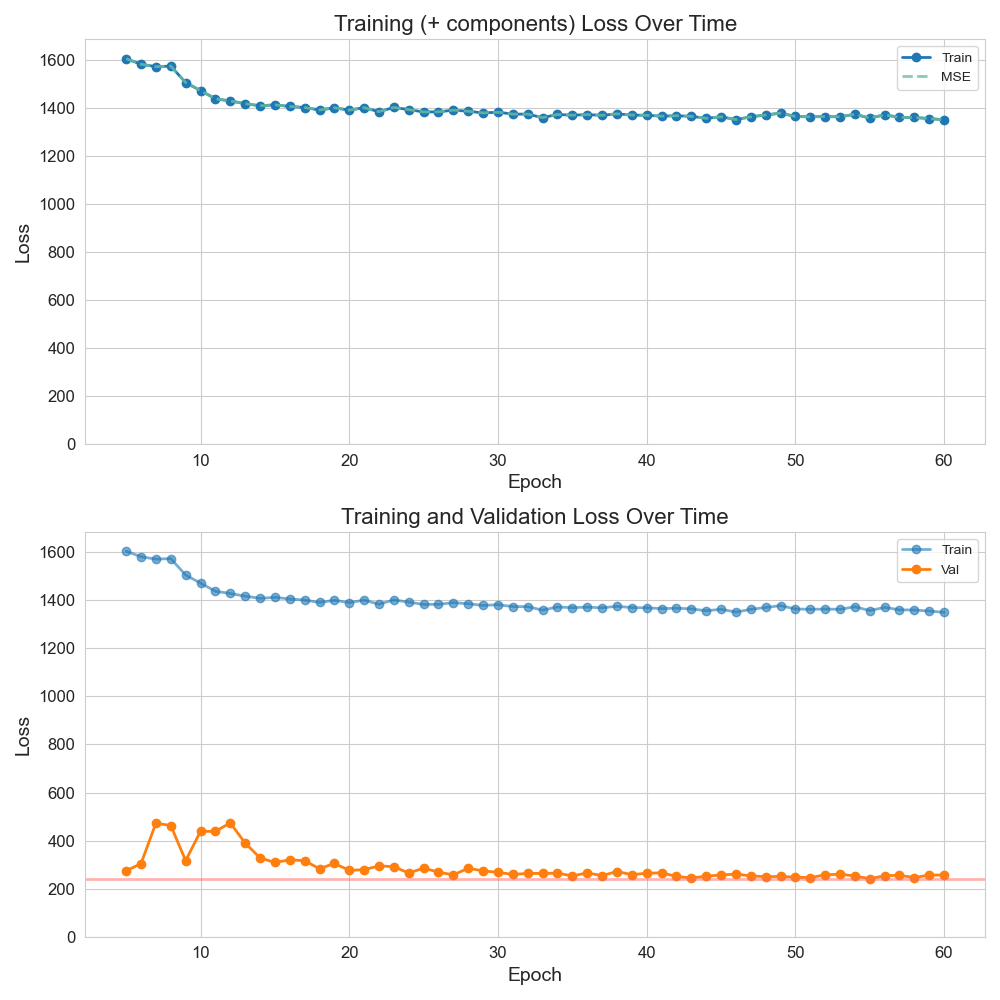 Training (+ components) Loss Over Time
Train
MSE
Loss
1600
1400
1200
1000
800
600
400
200
0
10 20 30 40 50 60
Epoch
Training and Validation Loss Over Time
Train
Val
Loss
1600
1400
1200
1000
800
600
400
200
0
10 20 30 40 50 60
Epoch